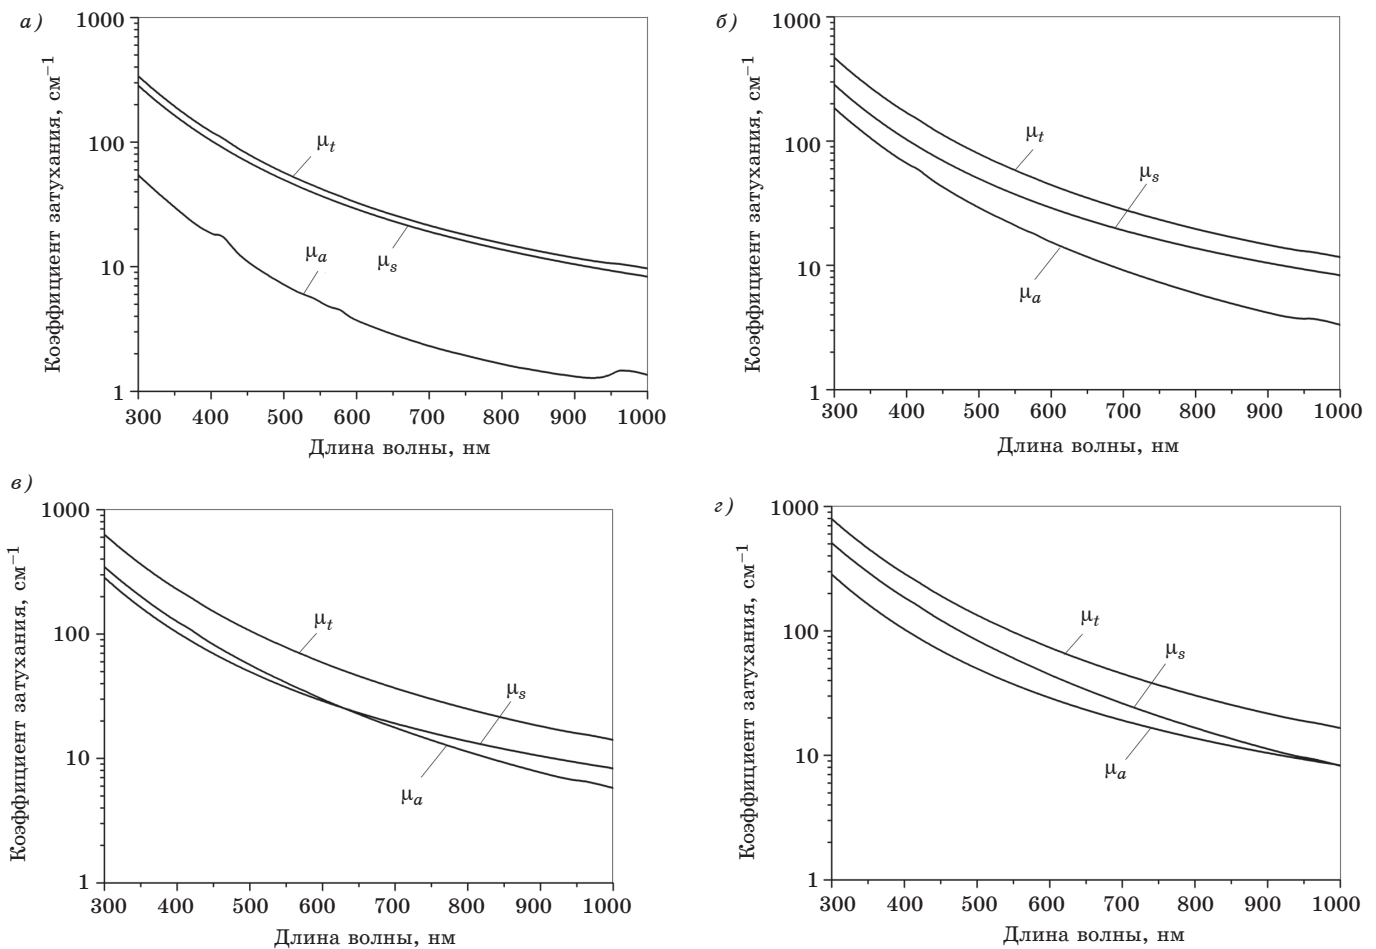 а)
Коэффициент затухания, см⁻¹
1000
100
10
1
μt
μa
μs
300 400 500 600 700 800 900 1000
Длина волны, нм
б)
Коэффициент затухания, см⁻¹
1000
100
10
1
μt
μs
μa
300 400 500 600 700 800 900 1000
Длина волны, нм
в)
Коэффициент затухания, см⁻¹
1000
100
10
1
μt
μs
μa
300 400 500 600 700 800 900 1000
Длина волны, нм
г)
Коэффициент затухания, см⁻¹
1000
100
10
1
μt
μs
μa
300 400 500 600 700 800 900 1000
Длина волны, нм